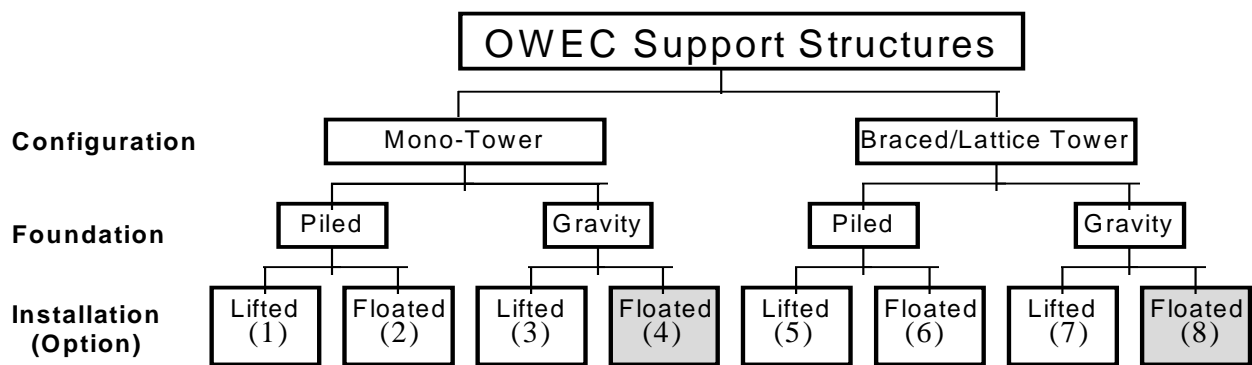 OWEC Support Structures
Configuration
Mono-Tower
Braced/Lattice Tower
Foundation
Piled
Gravity
Piled
Gravity
Installation
(Option)
Lifted
(1)
Floated
(2)
Lifted
(3)
Floated
(4)
Lifted
(5)
Floated
(6)
Lifted
(7)
Floated
(8)